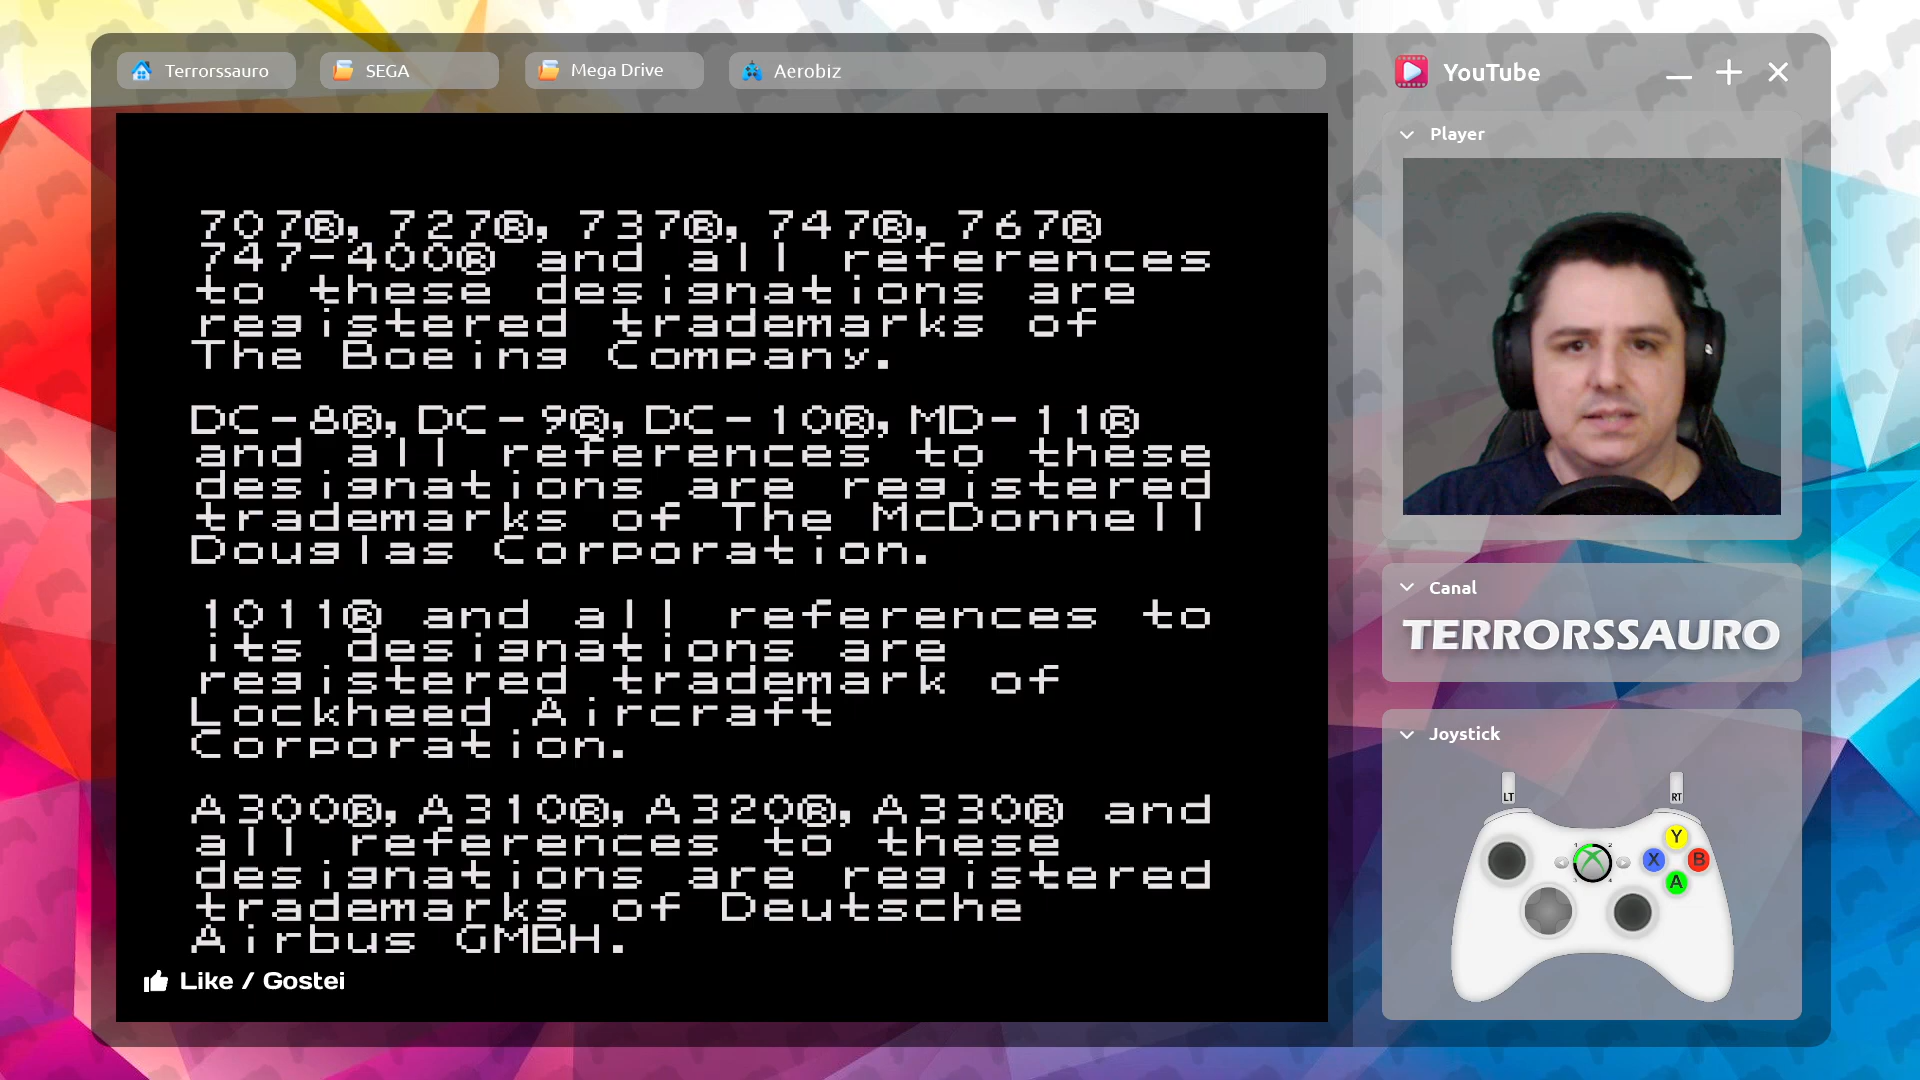 Terrorssauro
SEGA
Mega Drive
Aerobiz
YouTube
Player
707®, 727®, 737®, 747®, 767®
747-400® and all references
to these designations are
registered trademarks of
The Boeing Company.
DC-8®, DC-9®, DC-10®, MD-11®
and all references to these
designations are registered
trademarks of The McDonnell
Douglas Corporation.
1011® and all references to
its designations are
registered trademark of
Lockheed Aircraft
Corporation.
A300®, A310®, A320®, A330® and
all references to these
designations are registered
trademarks of Deutsche
Airbus GMBH.
Like / Gostei
Canal
TERRORSSAURO
Joystick
LT
RT
Y
X
B
A
1
2
3
4